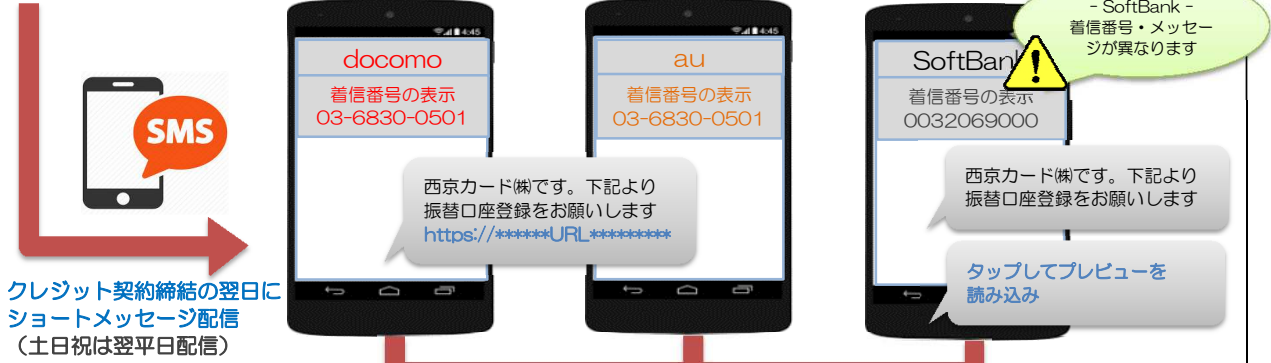 SMS
クレジット契約締結の翌日に
ショートメッセージ配信
（土日祝は翌平日配信）
4:45
docomo
着信番号の表示
03-6830-0501
西京カード㈱です。下記より
振替口座登録をお願いします
https://******URL*********
4:45
au
着信番号の表示
03-6830-0501
- SoftBank -
着信番号・メッセー
ジが異なります
SoftBank
着信番号の表示
0032069000
西京カード㈱です。下記より
振替口座登録をお願いします
タップしてプレビューを
読み込み